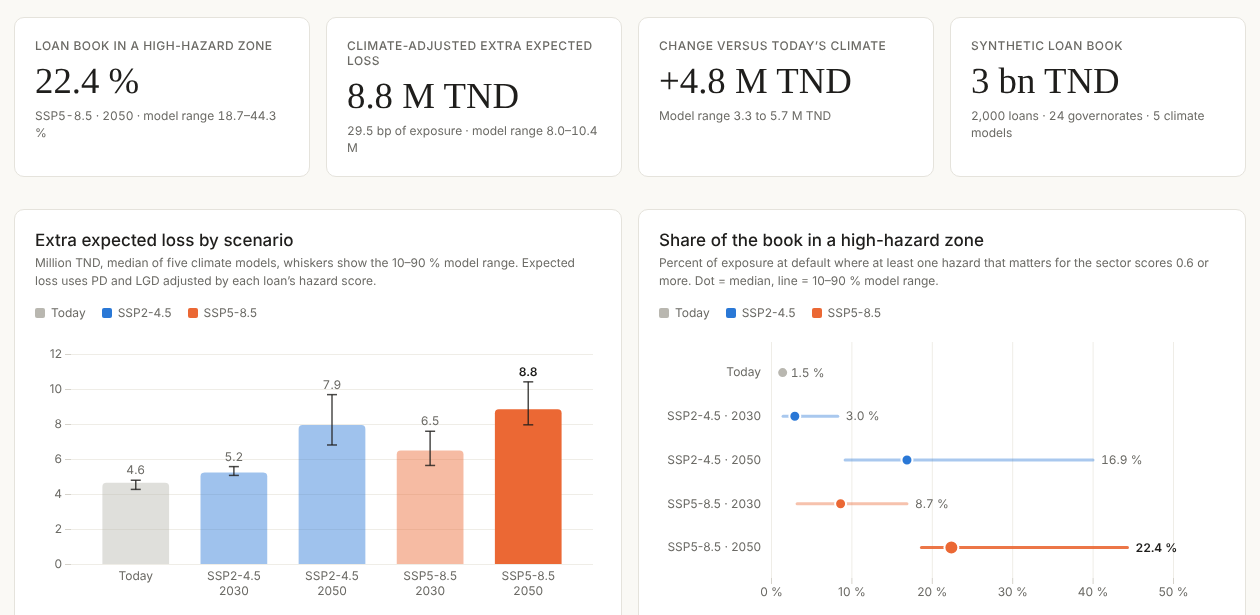 LOAN BOOK IN A HIGH-HAZARD ZONE
22.4 %
SSP5-8.5 · 2050 · model range 18.7–44.3
%
CLIMATE-ADJUSTED EXTRA EXPECTED
LOSS
8.8 M TND
29.5 bp of exposure · model range 8.0–10.4
M
CHANGE VERSUS TODAY’S CLIMATE
+4.8 M TND
Model range 3.3 to 5.7 M TND
SYNTHETIC LOAN BOOK
3 bn TND
2,000 loans · 24 governorates · 5 climate
models
Extra expected loss by scenario
Million TND, median of five climate models, whiskers show the 10–90 % model range. Expected
loss uses PD and LGD adjusted by each loan’s hazard score.
Today SSP2-4.5 SSP5-8.5
12
10
8
6
4
2
0
4.6
5.2
7.9
6.5
8.8
Today
SSP2-4.5
2030
SSP2-4.5
2050
SSP5-8.5
2030
SSP5-8.5
2050
Share of the book in a high-hazard zone
Percent of exposure at default where at least one hazard that matters for the sector scores 0.6 or
more. Dot = median, line = 10–90 % model range.
Today SSP2-4.5 SSP5-8.5
Today 1.5 %
SSP2-4.5 · 2030 3.0 %
SSP2-4.5 · 2050 16.9 %
SSP5-8.5 · 2030 8.7 %
SSP5-8.5 · 2050 22.4 %
0 % 10 % 20 % 30 % 40 % 50 %